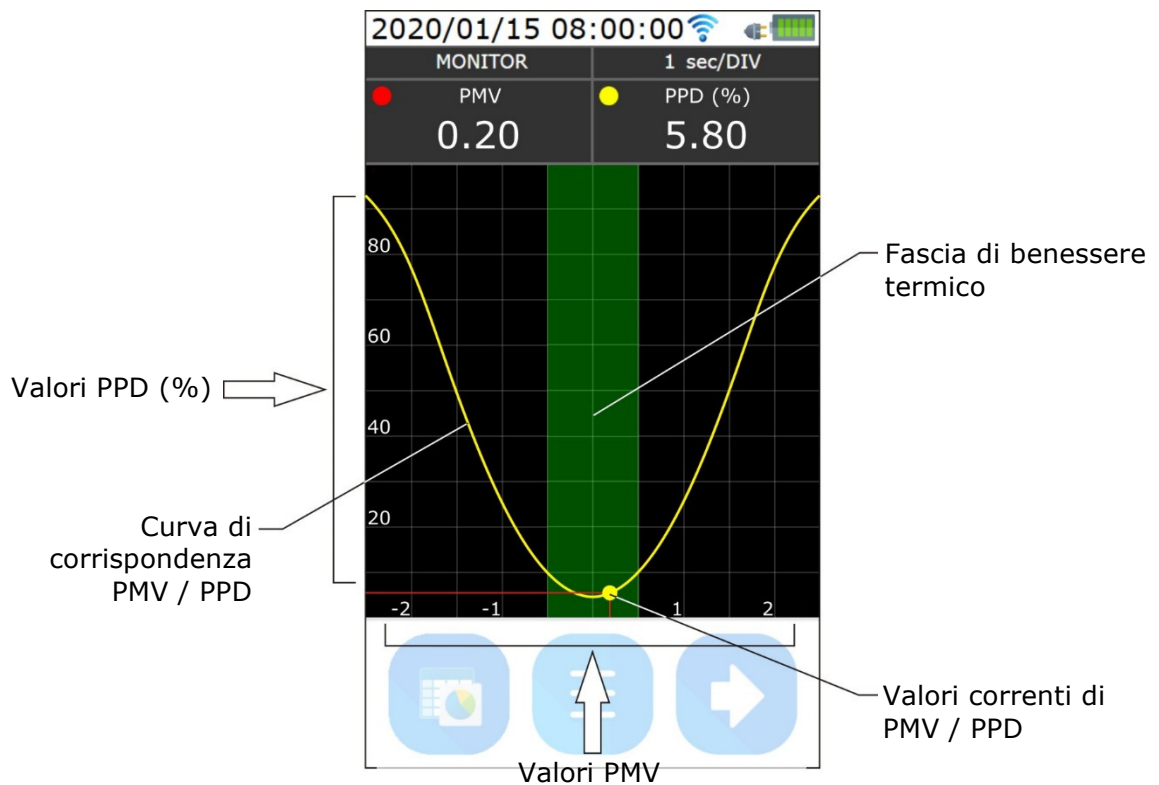 2020/01/15 08:00:00
MONITOR
1 sec/DIV
PMV
PPD (%)
0.20
5.80
80
60
40
20
-2
-1
1
2
Fascia di benessere
termico
Valori PPD (%)
Curva di
corrispondenza
PMV / PPD
Valori correnti di
PMV / PPD
Valori PMV